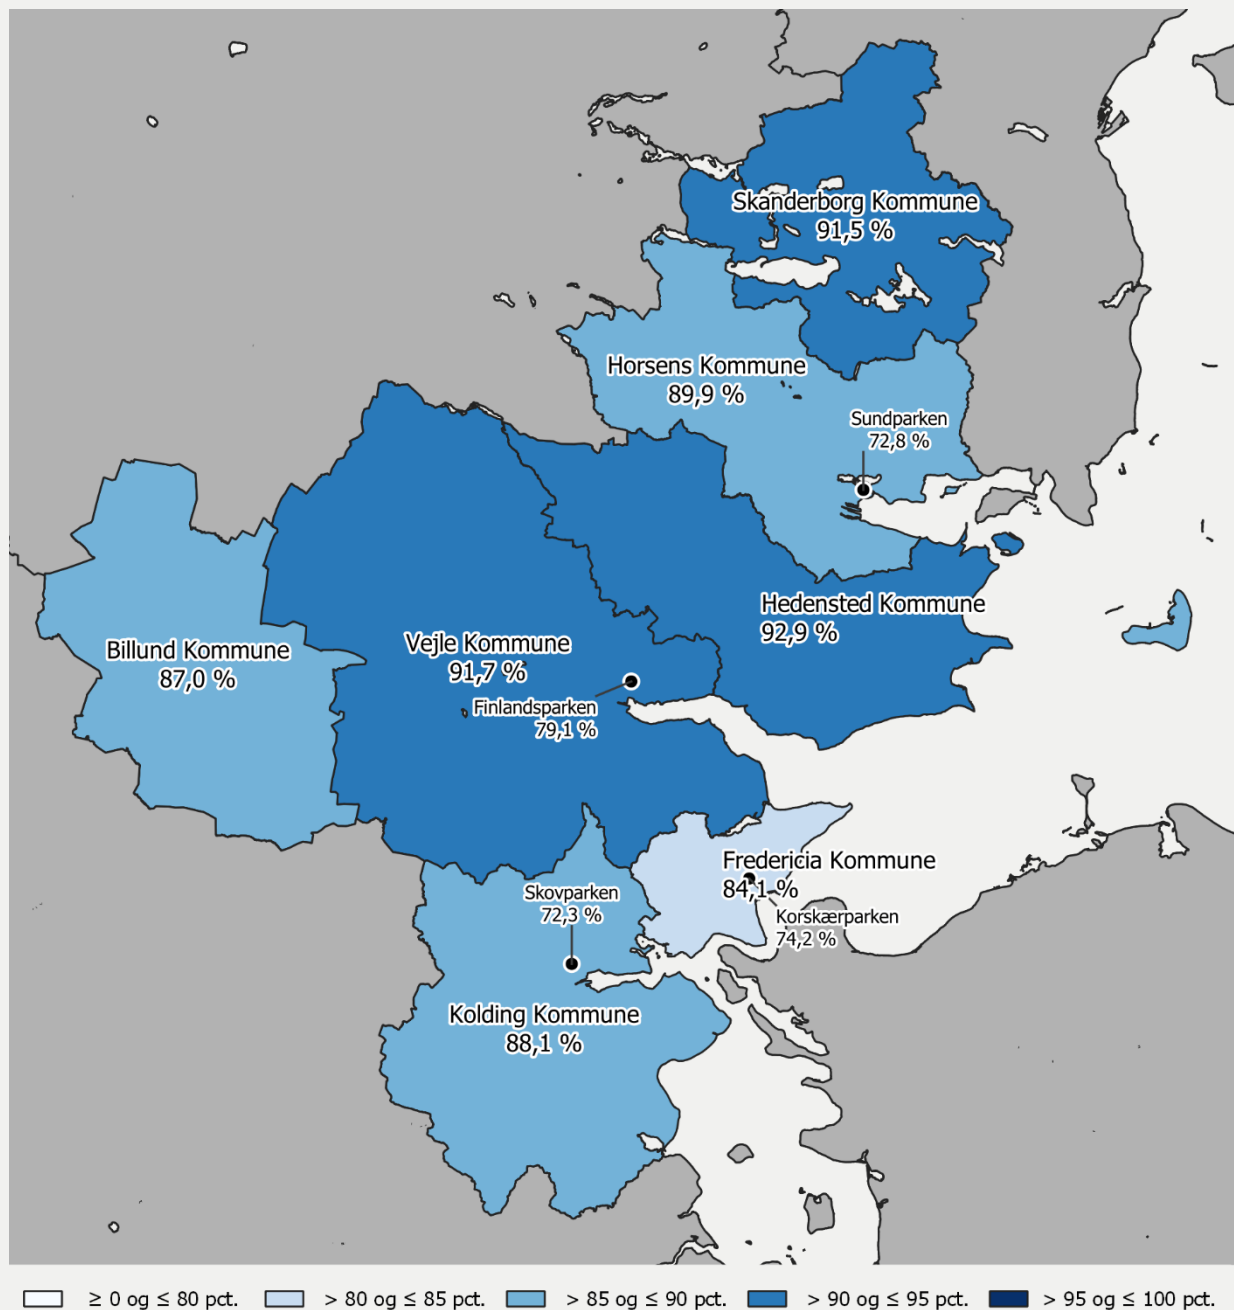 Skanderborg Kommune
91,5 %
Horsens Kommune
89,9 %
Sundparken
72,8 %
Hedensted Kommune
92,9 %
Vejle Kommune
91,7 %
Billund Kommune
87,0 %
Finlandsparken
79,1 %
Fredericia Kommune
84,1 %
Skovparken
72,3 %
Korskærparken
74,2 %
Kolding Kommune
88,1 %
≥ 0 og ≤ 80 pct. > 80 og ≤ 85 pct. > 85 og ≤ 90 pct. > 90 og ≤ 95 pct. > 95 og ≤ 100 pct.